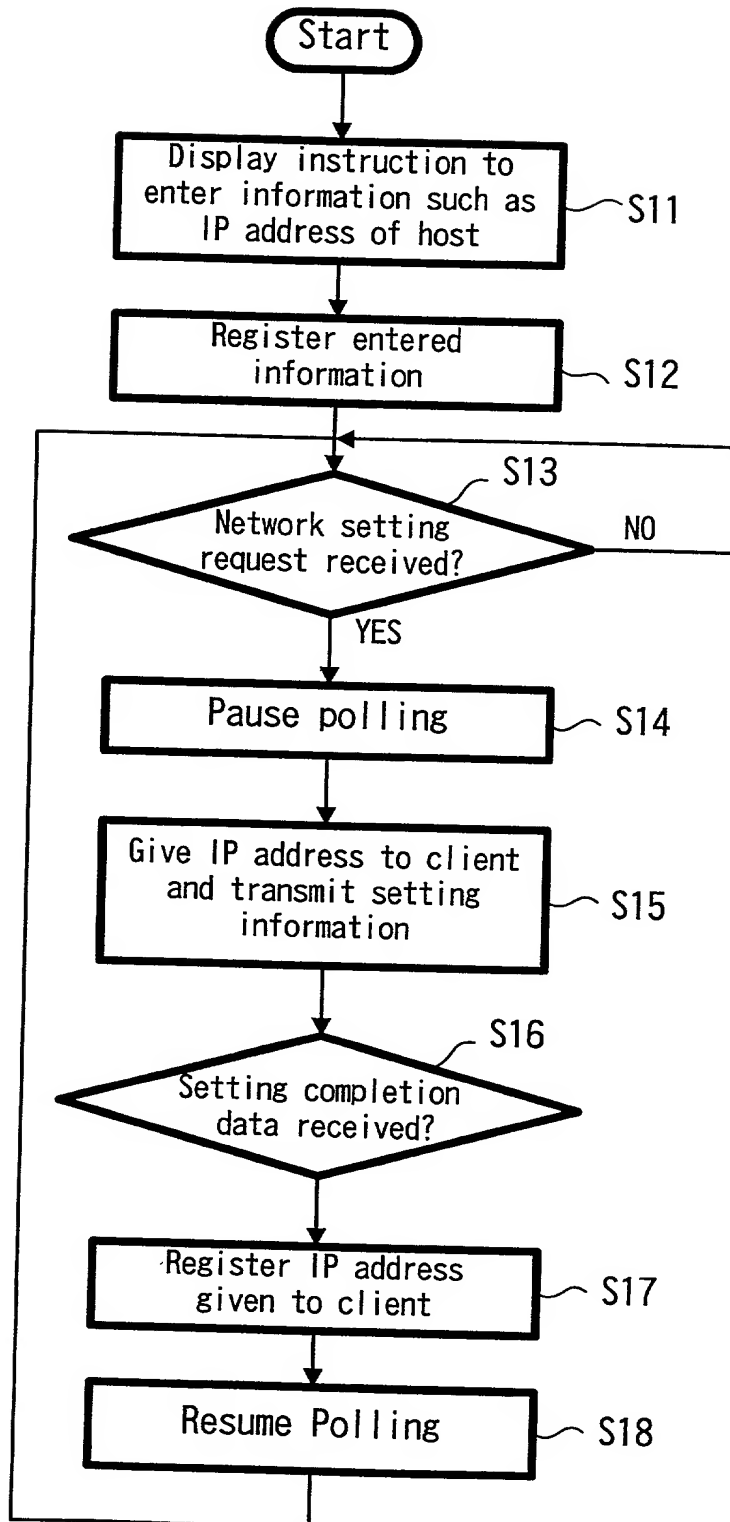 Start
Display instruction to
enter information such as
IP address of host
S11
Register entered
information
S12
S13
Network setting
request received?
NO
YES
Pause polling
S14
Give IP address to client
and transmit setting
information
S15
S16
Setting completion
data received?
Register IP address
given to client
S17
Resume Polling
S18